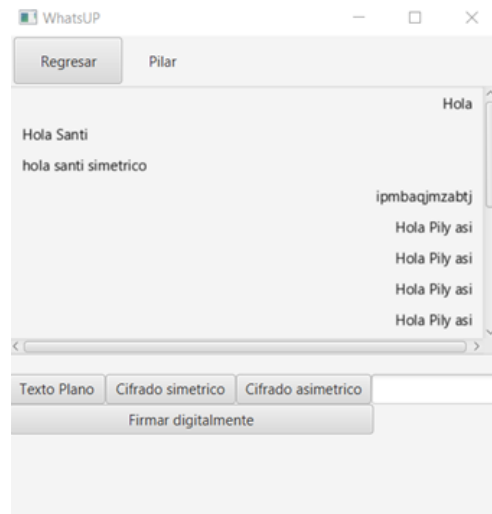 WhatsUP
Regresar Pilar
Hola
Hola Santi
hola santi simetrico
ipmbaqjmzabtj
Hola Pily asi
Hola Pily asi
Hola Pily asi
Hola Pily asi
Texto Plano Cifrado simetrico Cifrado asimetrico
Firmar digitalmente